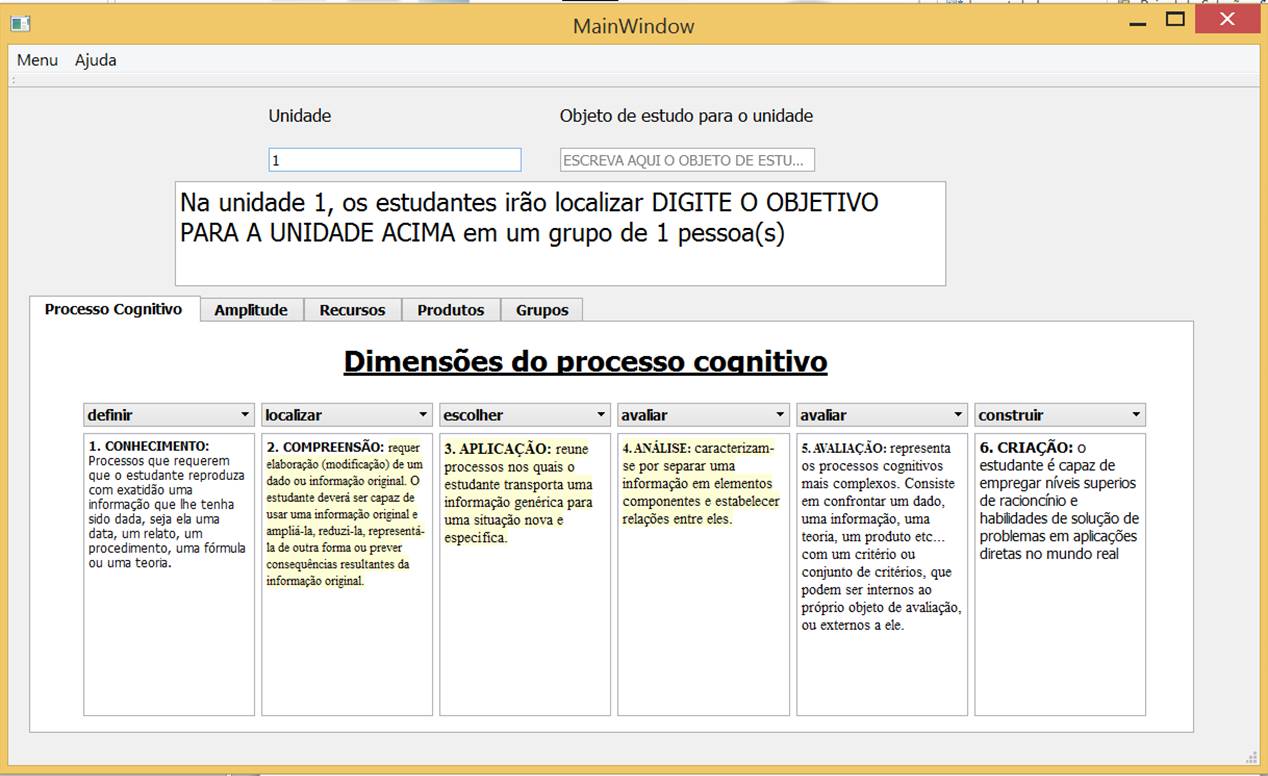 MainWindow
Menu Ajuda
Unidade
Objeto de estudo para o unidade
1
ESCREVA AQUI O OBJETO DE ESTU...
Na unidade 1, os estudantes irão localizar DIGITE O OBJETIVO
PARA A UNIDADE ACIMA em um grupo de 1 pessoa(s)
Processo Cognitivo
Amplitude
Recursos
Produtos
Grupos
Dimensões do processo cognitivo
definir
1. CONHECIMENTO:
Processos que requerem
que o estudante reproduza
com exatidão uma
informação que lhe tenha
sido dada, seja ela uma
data, um relato, um
procedimento, uma fórmula
ou uma teoria.
localizar
2. COMPREENSÃO: requer
elaboração (modificação) de um
dado ou informação original. O
estudante deverá ser capaz de
usar uma informação original e
ampliá-la, reduzi-la, representá-
la de outra forma ou prever
consequências resultantes da
informação original.
escolher
3. APLICAÇÃO: reune
processos nos quais o
estudante transporta uma
informação genérica para
uma situação nova e
especifica.
avaliar
4. ANÁLISE: caracterizam-
se por separar uma
informação em elementos
componentes e estabelecer
relações entre eles.
avaliar
5. AVALIAÇÃO: representa
os processos cognitivos
mais complexos. Consiste
em confrontar um dado,
uma informação, uma
teoria, um produto etc...
com um critério ou
conjunto de critérios, que
podem ser internos ao
próprio objeto de avaliação,
ou externos a ele.
construir
6. CRIAÇÃO: o
estudante é capaz de
empregar níveis superios
de racioncínio e
habilidades de solução de
problemas em aplicações
diretas no mundo real